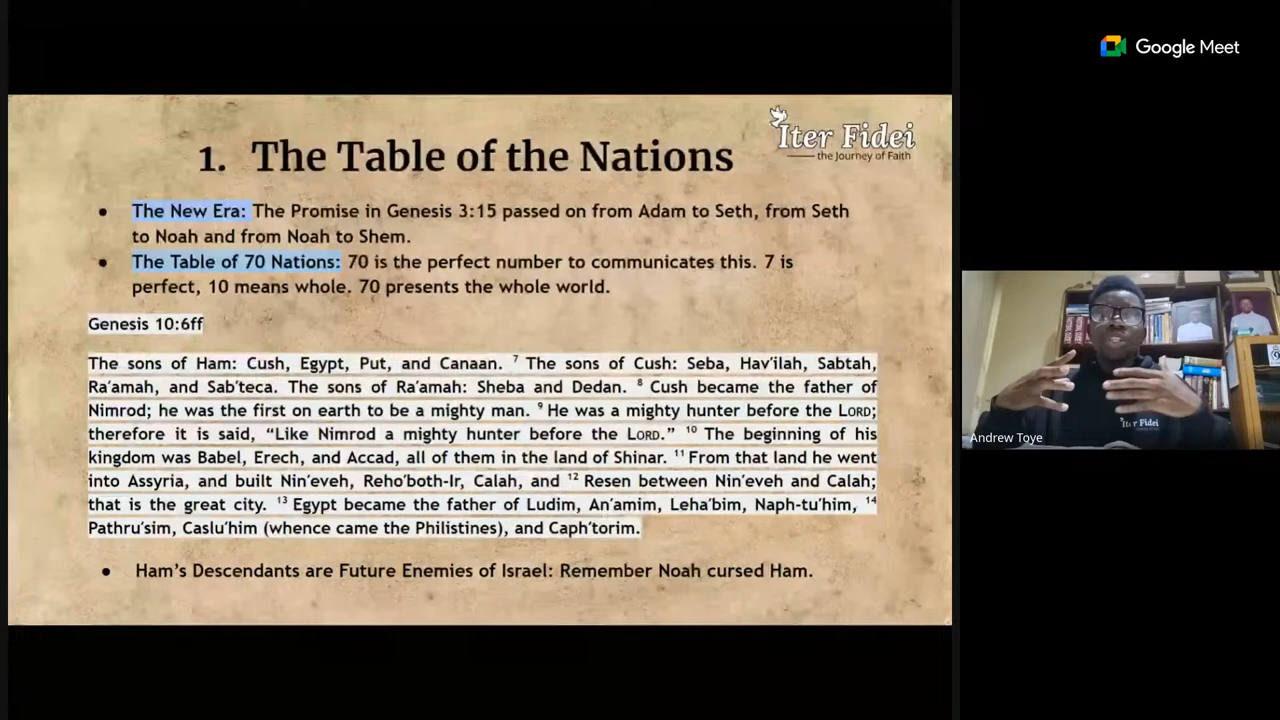 Google Meet
Iter Fidei
the Journey of Faith
1. The Table of the Nations
• The New Era: The Promise in Genesis 3:15 passed on from Adam to Seth, from Seth
to Noah and from Noah to Shem.
• The Table of 70 Nations: 70 is the perfect number to communicates this. 7 is
perfect, 10 means whole. 70 presents the whole world.
Genesis 10:6ff
The sons of Ham: Cush, Egypt, Put, and Canaan. ⁷ The sons of Cush: Seba, Hav′ilah, Sabtah,
Ra′amah, and Sab′teca. The sons of Ra′amah: Sheba and Dedan. ⁸ Cush became the father of
Nimrod; he was the first on earth to be a mighty man. ⁹ He was a mighty hunter before the LORD;
therefore it is said, “Like Nimrod a mighty hunter before the LORD.” ¹⁰ The beginning of his
kingdom was Babel, Erech, and Accad, all of them in the land of Shinar. ¹¹ From that land he went
into Assyria, and built Nin′eveh, Reho′both-Ir, Calah, and ¹² Resen between Nin′eveh and Calah;
that is the great city. ¹³ Egypt became the father of Ludim, An′amim, Leha′bim, Naph-tu′him, ¹⁴
Pathru′sim, Caslu′him (whence came the Philistines), and Caph′torim.
• Ham’s Descendants are Future Enemies of Israel: Remember Noah cursed Ham.
Iter Fidei
Andrew Toye